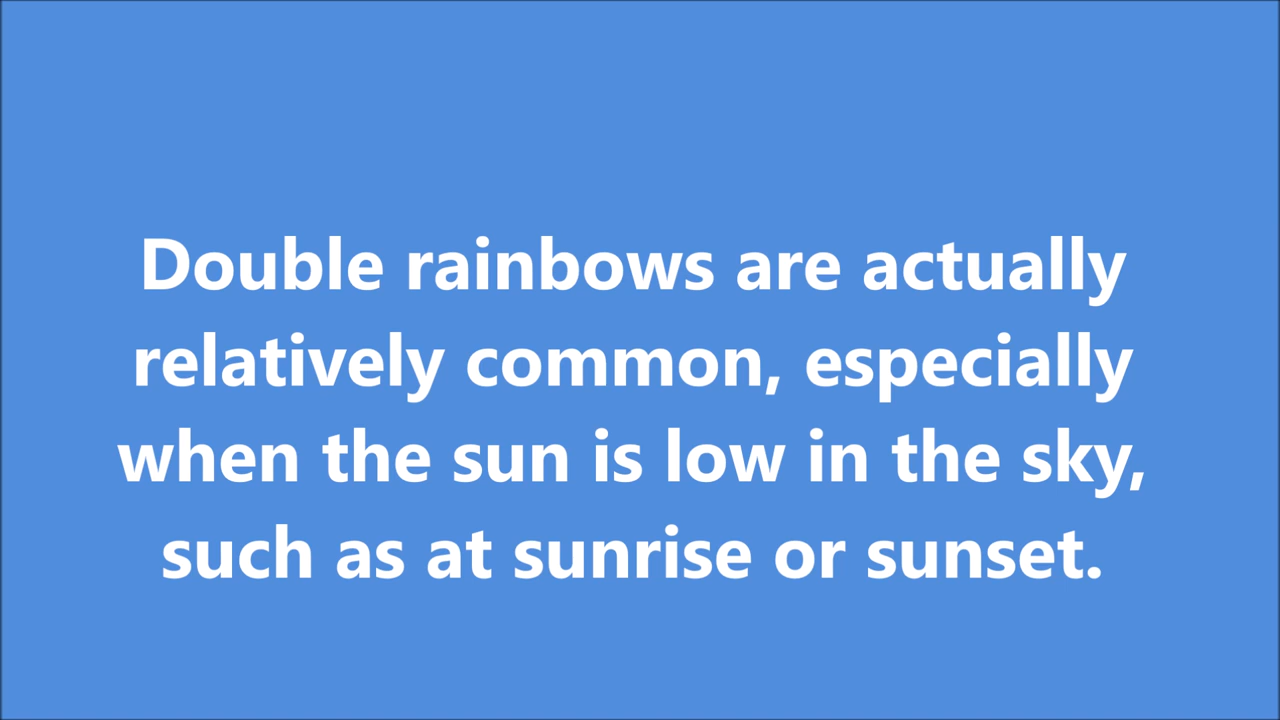 Double rainbows are actually
relatively common, especially
when the sun is low in the sky,
such as at sunrise or sunset.